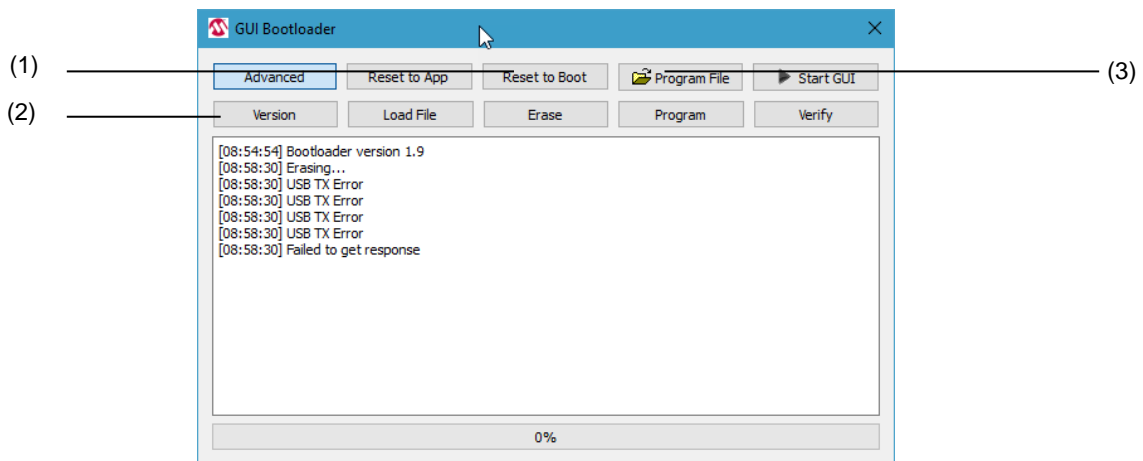 GUI Bootloader
(1) Advanced Reset to App Reset to Boot Program File Start GUI (3)
(2) Version Load File Erase Program Verify
[08:54:54] Bootloader version 1.9
[08:58:30] Erasing...
[08:58:30] USB TX Error
[08:58:30] USB TX Error
[08:58:30] USB TX Error
[08:58:30] USB TX Error
[08:58:30] Failed to get response
0%